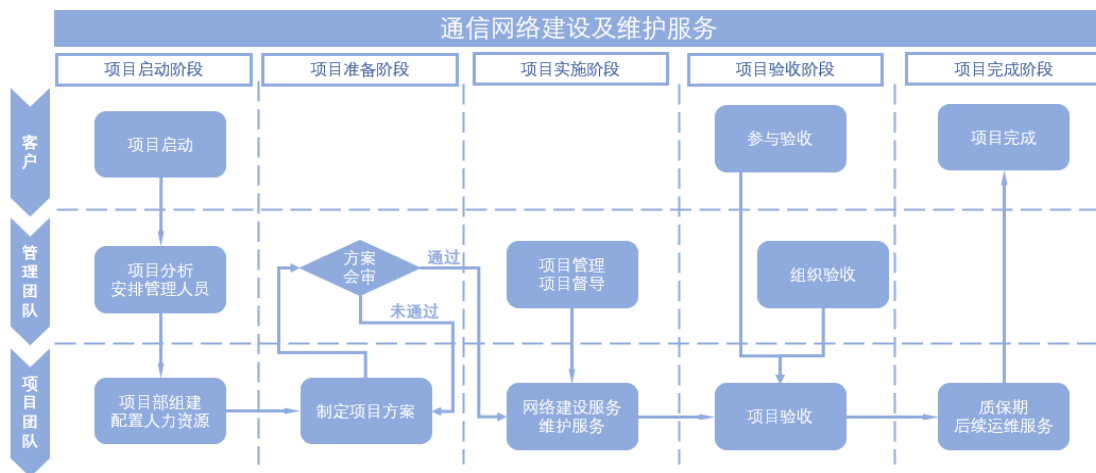 通信网络建设及维护服务
项目启动阶段
项目准备阶段
项目实施阶段
项目验收阶段
项目完成阶段
客户
项目启动
参与验收
项目完成
管理团队
项目分析
安排管理人员
方案
会审
通过
未通过
项目管理
项目督导
组织验收
项目团队
项目部组建
配置人力资源
制定项目方案
网络建设服务
维护服务
项目验收
质保期
后续运维服务